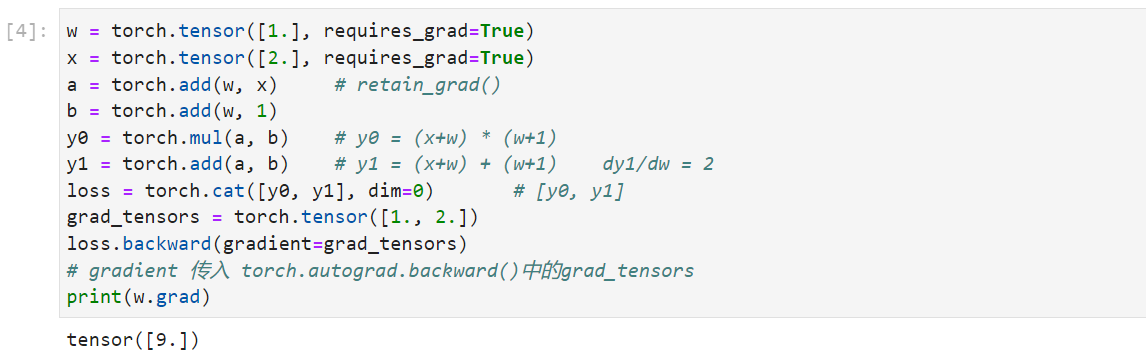 [4]: w = torch.tensor([1.], requires_grad=True)
x = torch.tensor([2.], requires_grad=True)
a = torch.add(w, x)     # retain_grad()
b = torch.add(w, 1)
y0 = torch.mul(a, b)    # y0 = (x+w) * (w+1)
y1 = torch.add(a, b)    # y1 = (x+w) + (w+1)    dy1/dw = 2
loss = torch.cat([y0, y1], dim=0)        # [y0, y1]
grad_tensors = torch.tensor([1., 2.])
loss.backward(gradient=grad_tensors)
# gradient 传入 torch.autograd.backward()中的grad_tensors
print(w.grad)
tensor([9.])